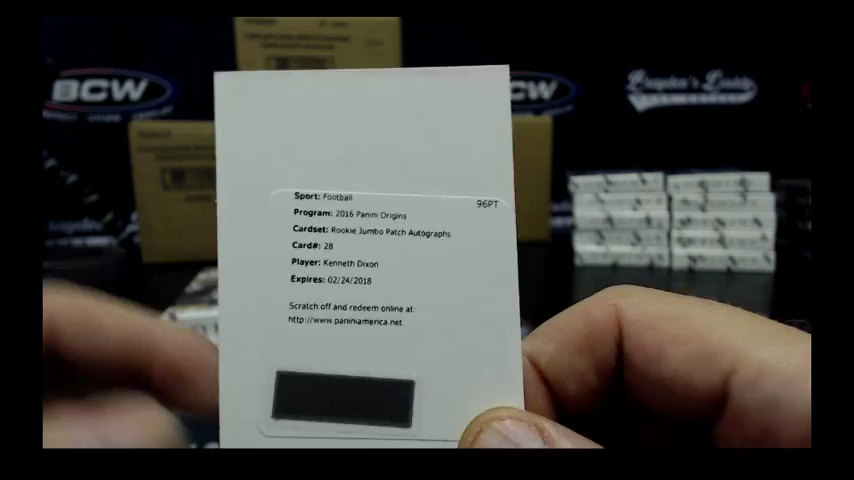 BCW
Sport: Football
96PT
Program: 2016 Panini Origins
Cardset: Rookie Jumbo Patch Autographs
Card#: 28
Player: Kenneth Dixon
Expires: 02/24/2018
Scratch off and redeem online at:
http://www.paniniamerica.net